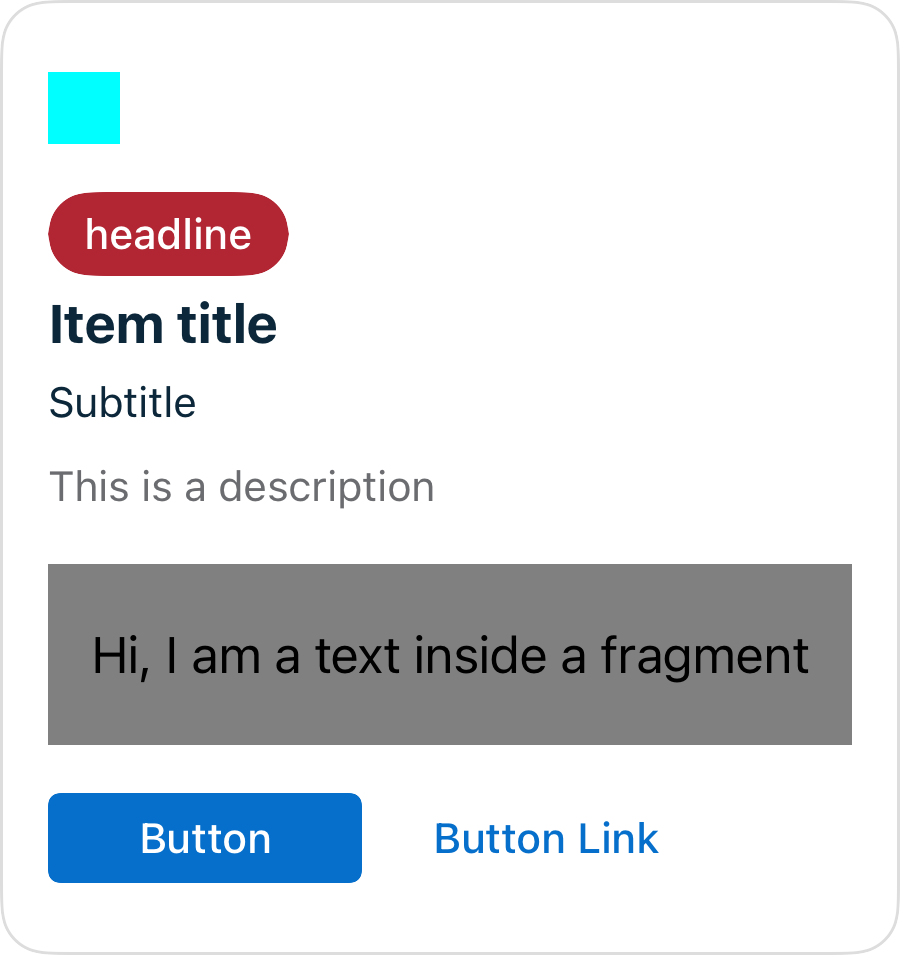 headline
Item title
Subtitle
This is a description
Hi, I am a text inside a fragment
Button
Button Link